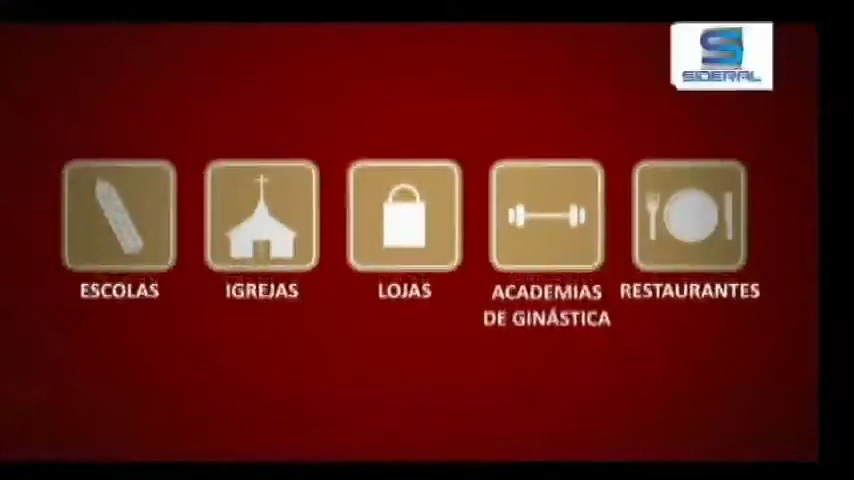 SIDERAL
ESCOLAS
IGREJAS
LOJAS
ACADEMIAS
DE GINÁSTICA
RESTAURANTES